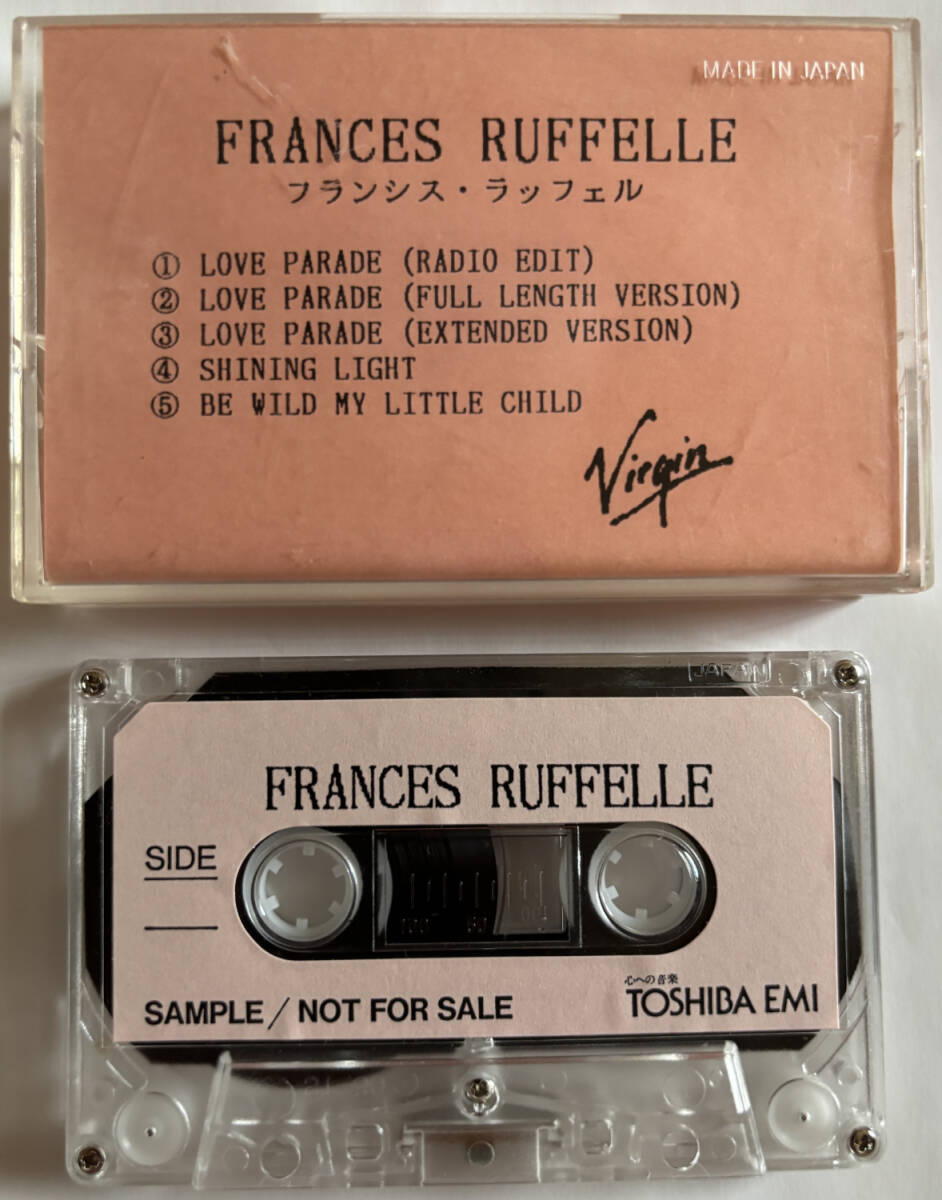 MADE IN JAPAN
FRANCES RUFFELLE
フランシス・ラッフェル
① LOVE PARADE (RADIO EDIT)
② LOVE PARADE (FULL LENGTH VERSION)
③ LOVE PARADE (EXTENDED VERSION)
④ SHINING LIGHT
⑤ BE WILD MY LITTLE CHILD
Virgin
JAPAN
FRANCES RUFFELLE
SIDE
100 50
SAMPLE/NOT FOR SALE
心への音楽
TOSHIBA EMI